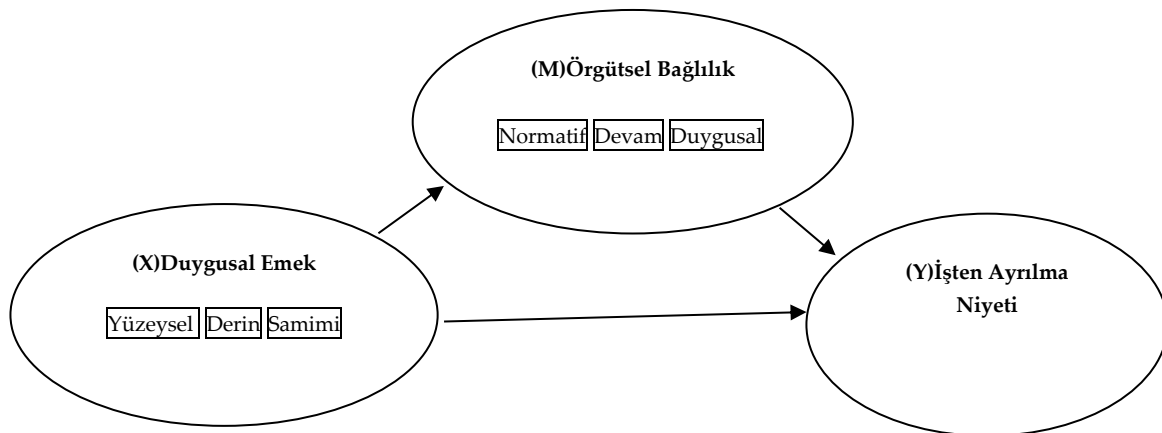 (M)Örgütsel Bağlılık
Normatif Devam Duygusal
(X)Duygusal Emek
Yüzeysel Derin Samimi
(Y)İşten Ayrılma
Niyeti